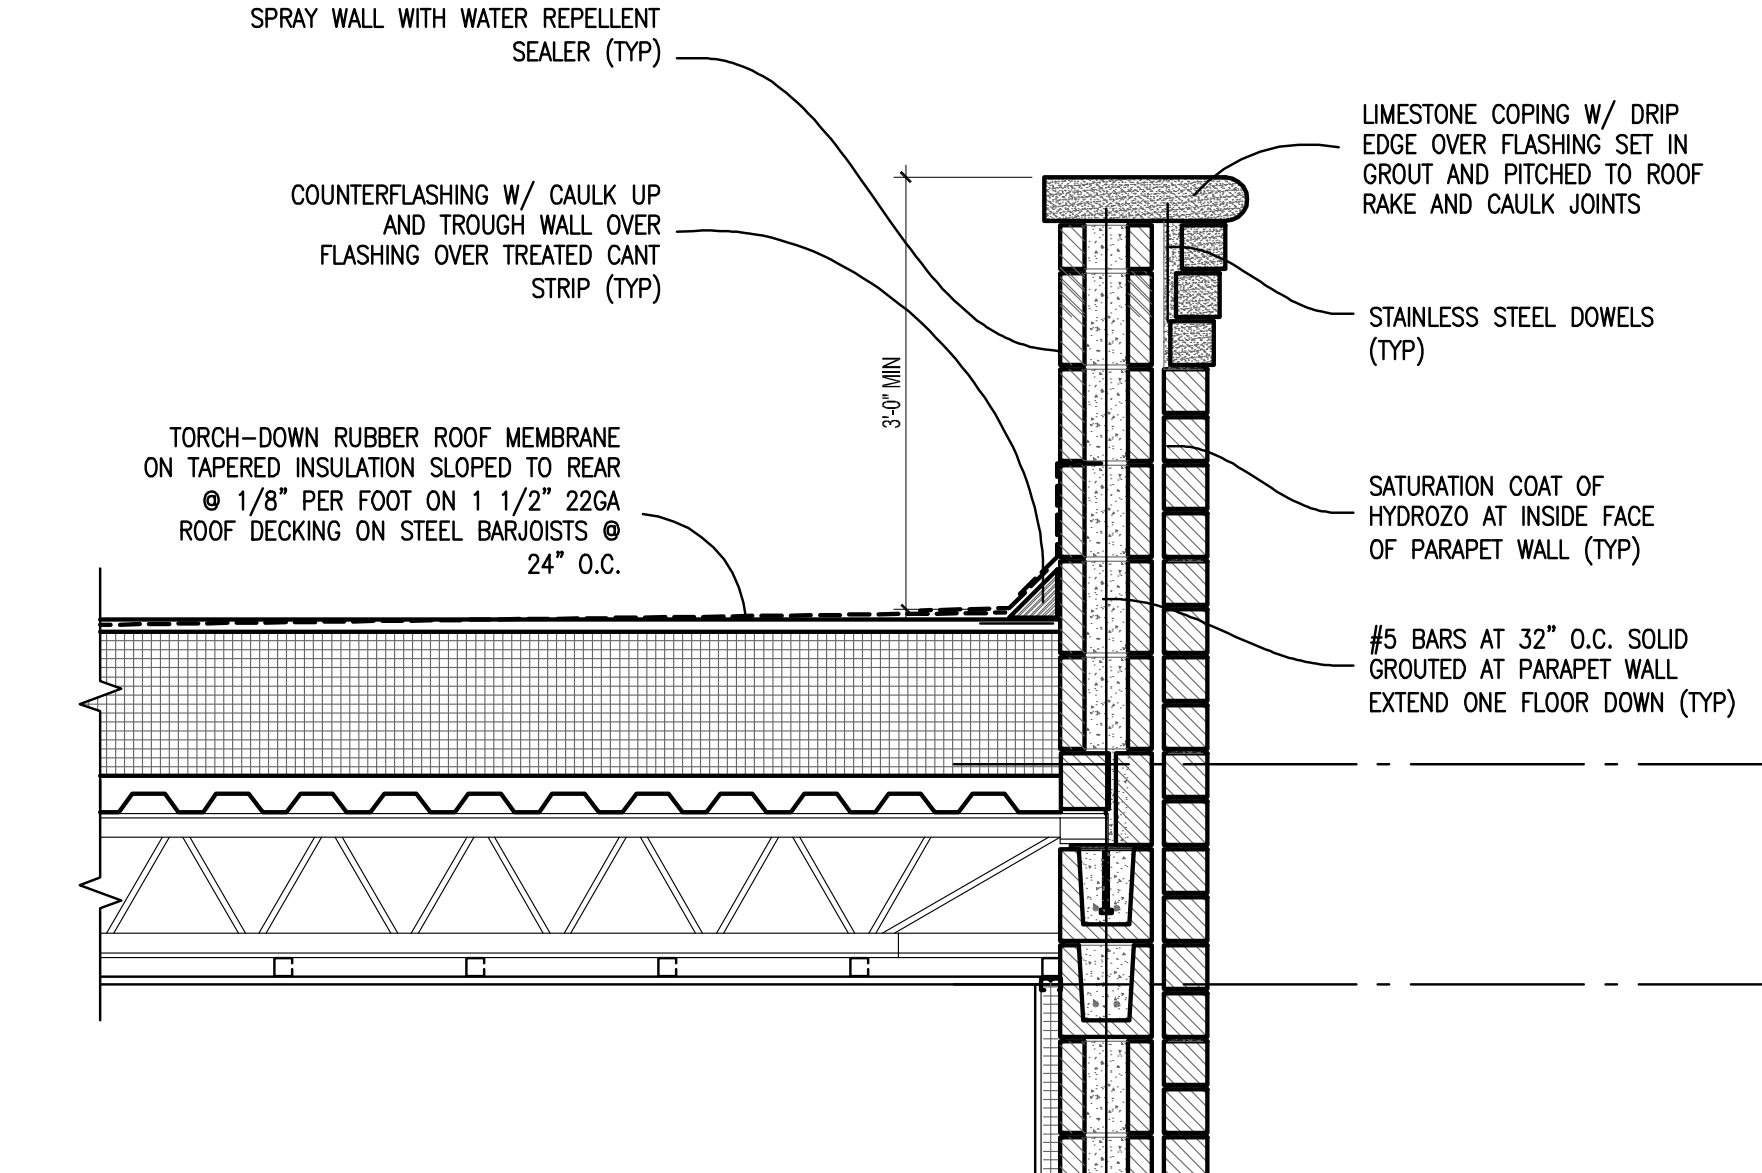 SPRAY WALL WITH WATER REPELLENT
SEALER (TYP)
COUNTERFLASHING W/ CAULK UP
AND TROUGH WALL OVER
FLASHING OVER TREATED CANT
STRIP (TYP)
TORCH-DOWN RUBBER ROOF MEMBRANE
ON TAPERED INSULATION SLOPED TO REAR
@ 1/8" PER FOOT ON 1 1/2" 22GA
ROOF DECKING ON STEEL BARJOISTS @
24" O.C.
3'-0" MIN
LIMESTONE COPING W/ DRIP
EDGE OVER FLASHING SET IN
GROUT AND PITCHED TO ROOF
RAKE AND CAULK JOINTS
STAINLESS STEEL DOWELS
(TYP)
SATURATION COAT OF
HYDROZO AT INSIDE FACE
OF PARAPET WALL (TYP)
#5 BARS AT 32" O.C. SOLID
GROUTED AT PARAPET WALL
EXTEND ONE FLOOR DOWN (TYP)